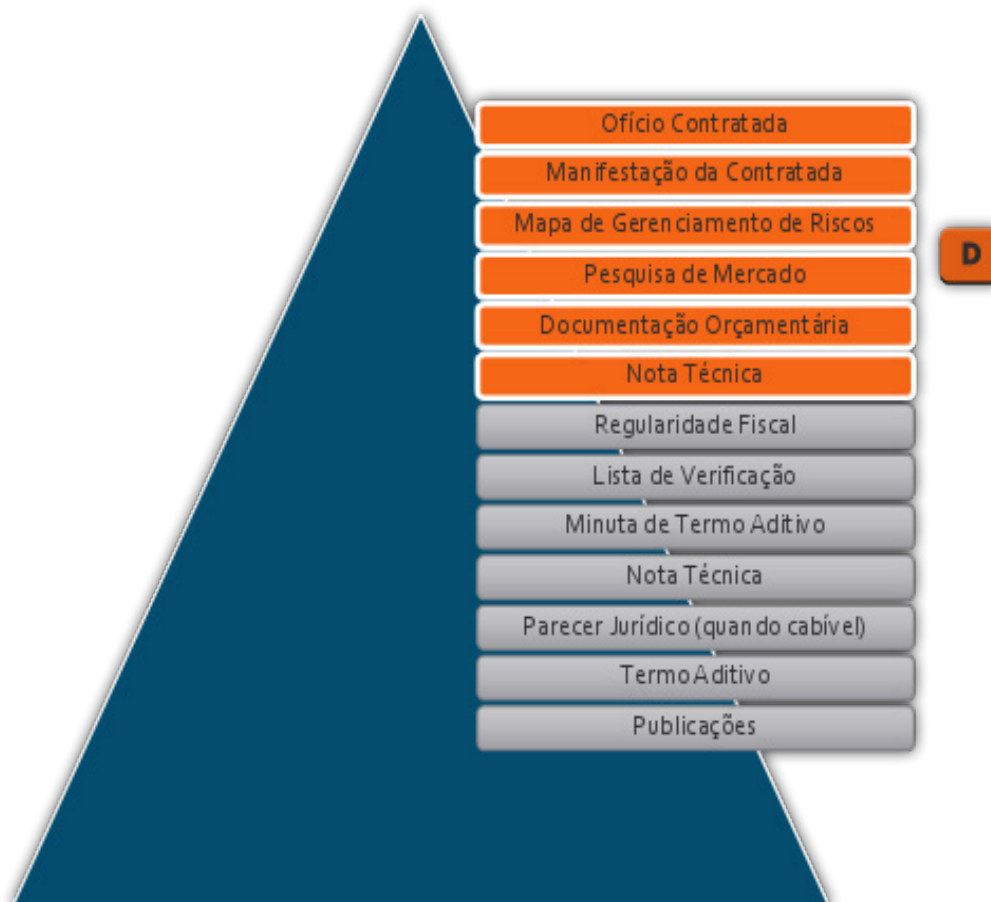 Ofício Contratada
Manifestação da Contratada
Mapa de Gerenciamento de Riscos
D
Pesquisa de Mercado
Documentação Orçamentária
Nota Técnica
Regularidade Fiscal
Lista de Verificação
Minuta de Termo Aditivo
Nota Técnica
Parecer Jurídico (quando cabível)
Termo Aditivo
Publicações